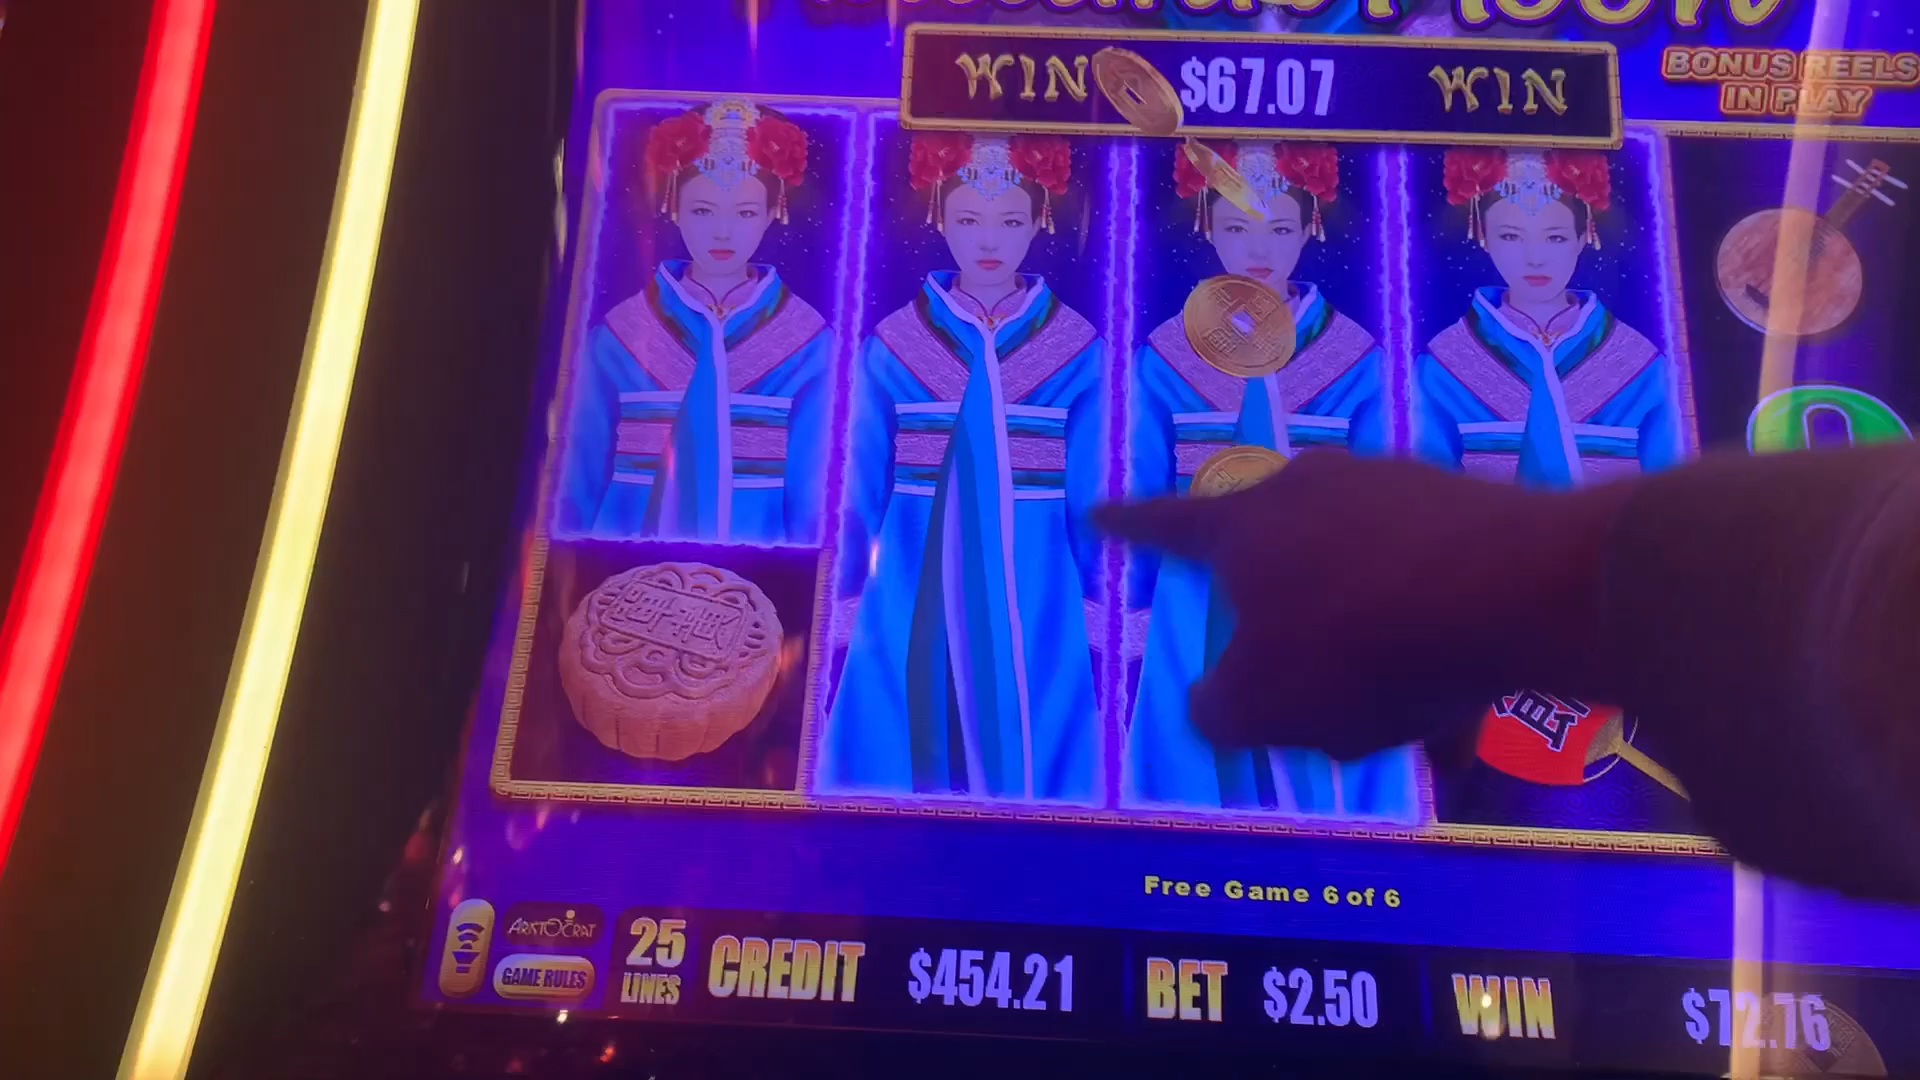 WIN $67.07 WIN
BONUS REELS
IN PLAY
Free Game 6 of 6
ARISTOCRAT
GAME RULES
25
LINES
CREDIT $454.21
BET $2.50
WIN $72.76